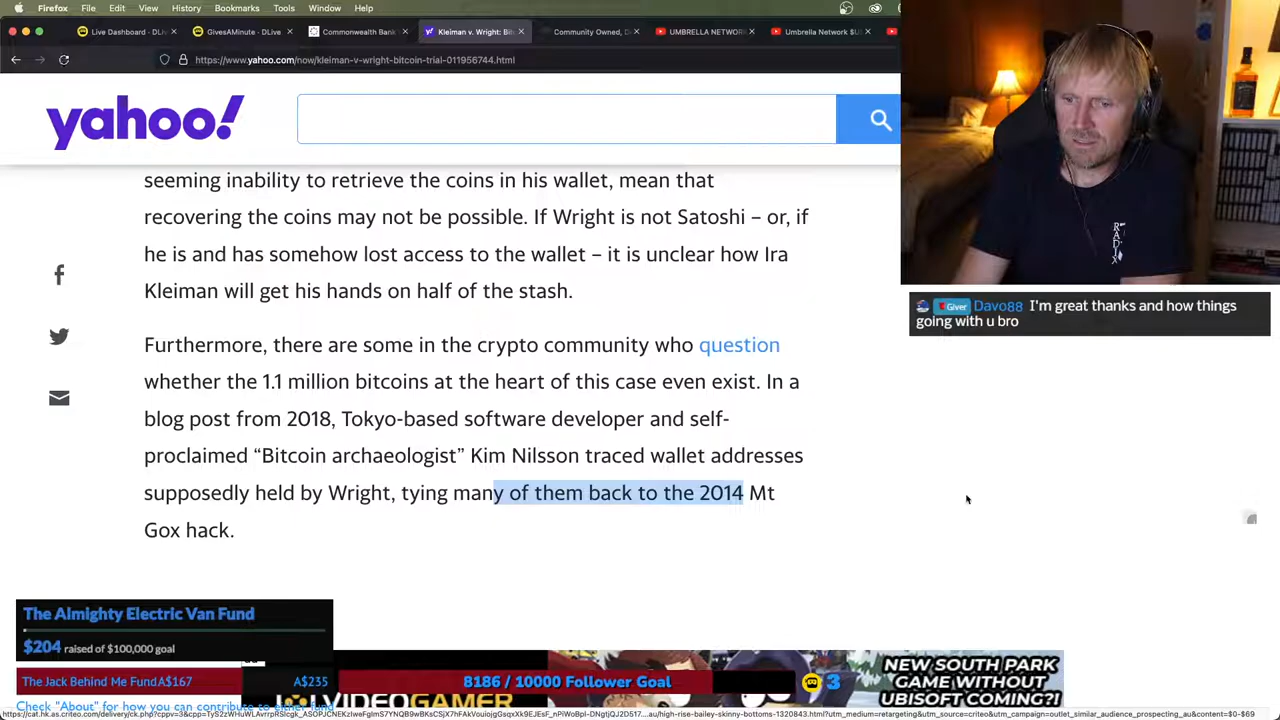 Firefox File Edit View History Bookmarks Tools Window Help
Live Dashboard - DLi
GivesAMinute - DLive
Commonwealth Bank
Kleiman v. Wright: Bit
Community Owned, D
UMBRELLA NETWOR
Umbrella Network $U
https://www.yahoo.com/now/kleiman-v-wright-bitcoin-trial-011956744.html
yahoo!
seeming inability to retrieve the coins in his wallet, mean that
recovering the coins may not be possible. If Wright is not Satoshi – or, if
he is and has somehow lost access to the wallet – it is unclear how Ira
Kleiman will get his hands on half of the stash.
Furthermore, there are some in the crypto community who question
whether the 1.1 million bitcoins at the heart of this case even exist. In a
blog post from 2018, Tokyo-based software developer and self-
proclaimed “Bitcoin archaeologist” Kim Nilsson traced wallet addresses
supposedly held by Wright, tying many of them back to the 2014 Mt
Gox hack.
RADIX
Giver Davo88 I'm great thanks and how things
going with u bro
The Almighty Electric Van Fund
$204 raised of $100,000 goal
The Jack Behind Me Fund A$167 A$235
8186 / 10000 Follower Goal
3
VIDEOGAMER
NEW SOUTH PARK
GAME WITHOUT
UBISOFT COMING?!
Check "About" for how you can contribute to either fund